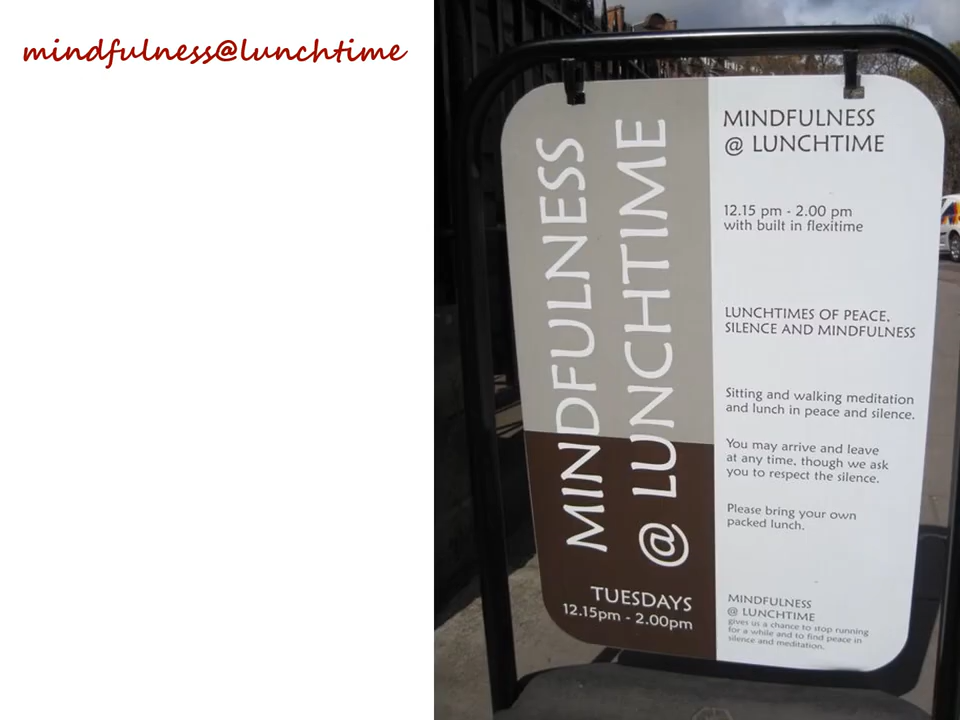 mindfulness@lunchtime
MINDFULNESS
@ LUNCHTIME
TUESDAYS
12.15pm - 2.00pm
MINDFULNESS
@ LUNCHTIME
12.15 pm - 2.00 pm
with built in flexitime
LUNCHTIMES OF PEACE,
SILENCE AND MINDFULNESS
Sitting and walking meditation
and lunch in peace and silence.
You may arrive and leave
at any time, though we ask
you to respect the silence.
Please bring your own
packed lunch.
MINDFULNESS
@ LUNCHTIME
gives us a chance to stop running
for a while and to find peace in
silence and meditation.